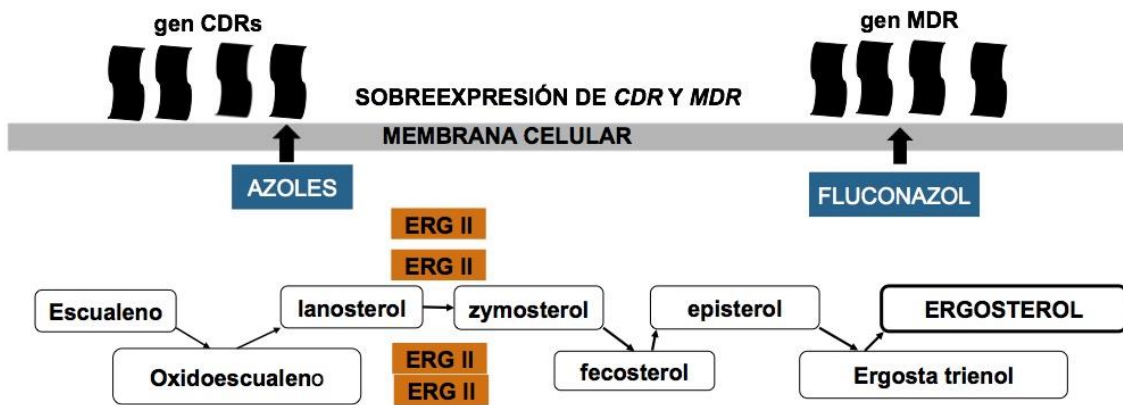 gen CDRs
gen MDR
SOBREEXPRESIÓN DE CDR Y MDR
MEMBRANA CELULAR
AZOLES
FLUCONAZOL
ERG II
ERG II
Escualeno
lanosterol
zymosterol
episterol
ERGOSTEROL
Oxidoescualeno
ERG II
ERG II
fecosterol
Ergosta trienol